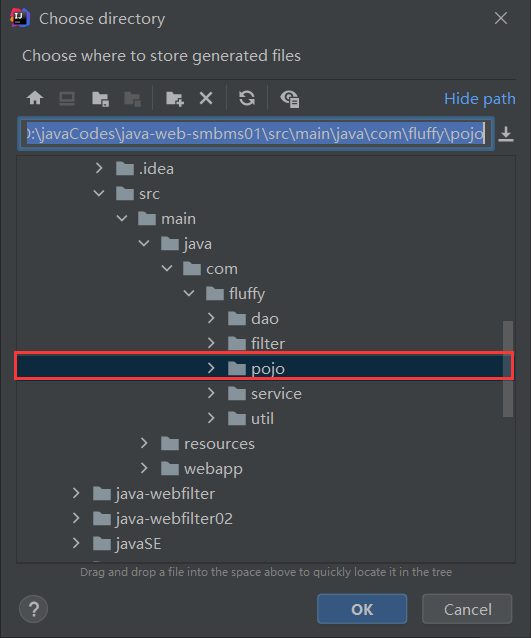 Choose directory
Choose where to store generated files
Hide path
D:\javaCodes\java-web-smbms01\src\main\java\com\fluffy\pojo
.idea
src
main
java
com
fluffy
dao
filter
pojo
service
util
resources
webapp
java-webfilter
java-webfilter02
javaSE
Drag and drop a file into the space above to quickly locate it in the tree
?
OK
Cancel